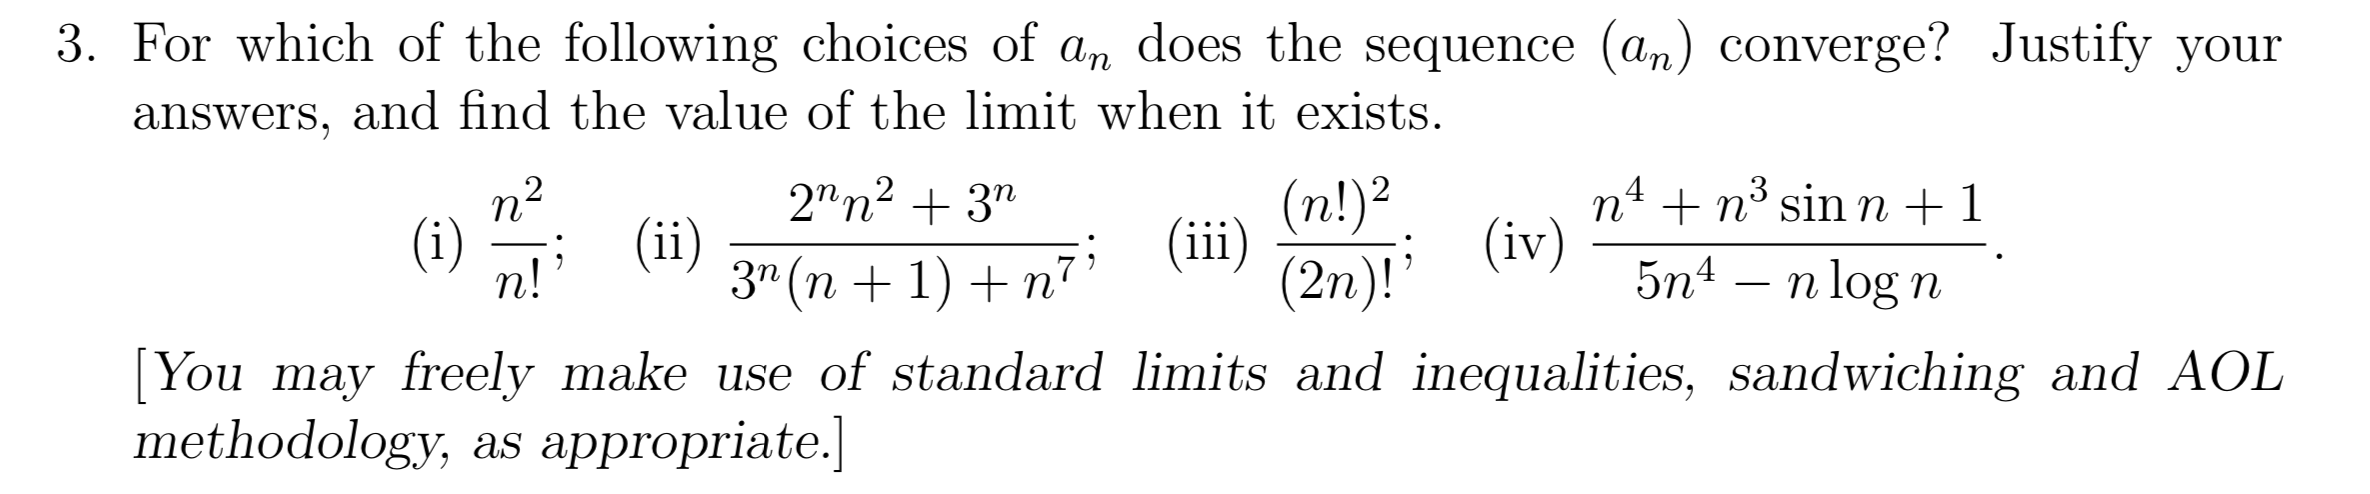 3. For which of the following choices of aₙ does the sequence (aₙ) converge? Justify your
answers, and find the value of the limit when it exists.
(i) n²/n!; (ii) (2ⁿn² + 3ⁿ)/(3ⁿ(n + 1) + n⁷); (iii) (n!)²/(2n)!; (iv) (n⁴ + n³ sin n + 1)/(5n⁴ − n log n).
[You may freely make use of standard limits and inequalities, sandwiching and AOL
methodology, as appropriate.]